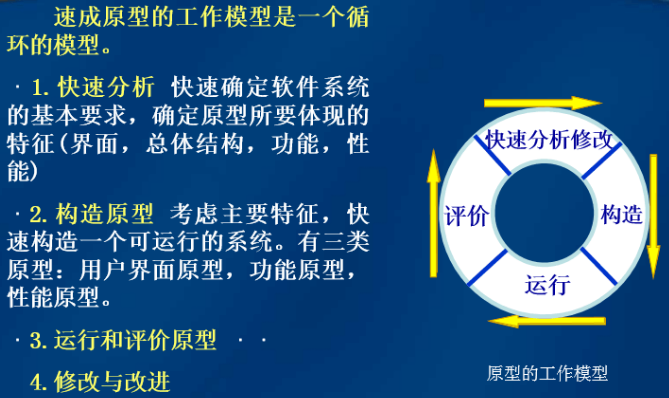 速成原型的工作模型是一个循
环的模型。
·1.快速分析 快速确定软件系统
的基本要求，确定原型所要体现的
特征(界面，总体结构，功能，性
能)
·2.构造原型 考虑主要特征，快
速构造一个可运行的系统。有三类
原型：用户界面原型，功能原型，
性能原型。
·3.运行和评价原型 · ·
4.修改与改进
快速分析修改
评价
构造
运行
原型的工作模型